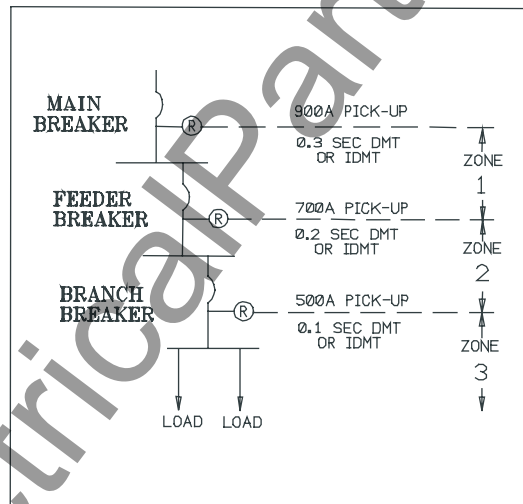 MAIN
BREAKER
R
900A PICK-UP
0.3 SEC DMT
OR IDMT
ZONE
1
FEEDER
BREAKER
R
700A PICK-UP
0.2 SEC DMT
OR IDMT
ZONE
2
BRANCH
BREAKER
R
500A PICK-UP
0.1 SEC DMT
OR IDMT
ZONE
3
LOAD LOAD
ctricalPar